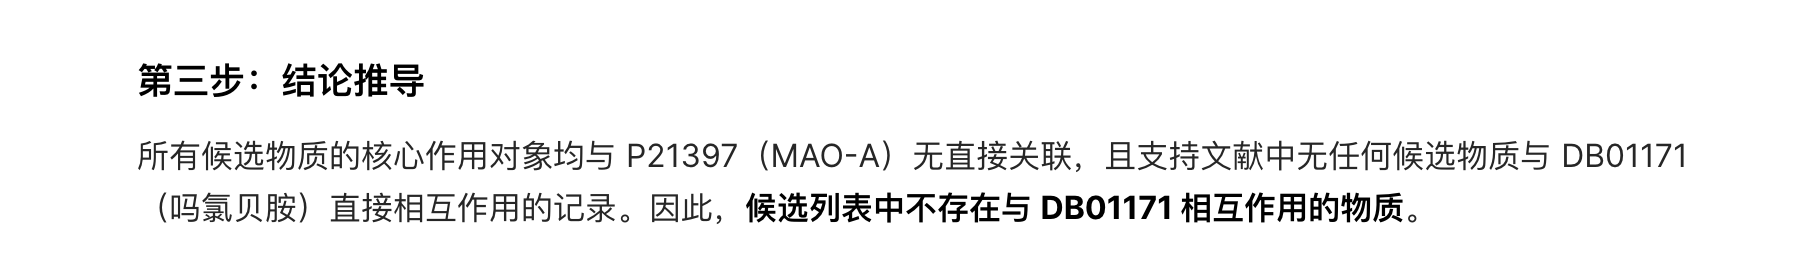 第三步：结论推导
所有候选物质的核心作用对象均与 P21397（MAO-A）无直接关联，且支持文献中无任何候选物质与 DB01171
（吗氯贝胺）直接相互作用的记录。因此，候选列表中不存在与 DB01171 相互作用的物质。